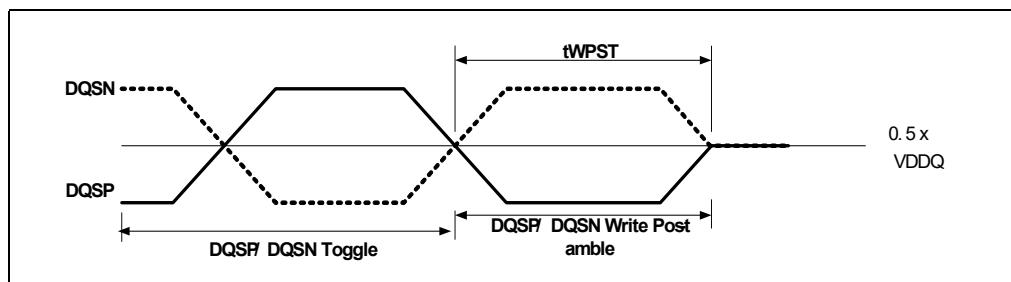 tWPST
DQSN
0.5 x
VDDQ
DQSP
DQSP/ DQSN Toggle
DQSP/ DQSN Write Post
amble